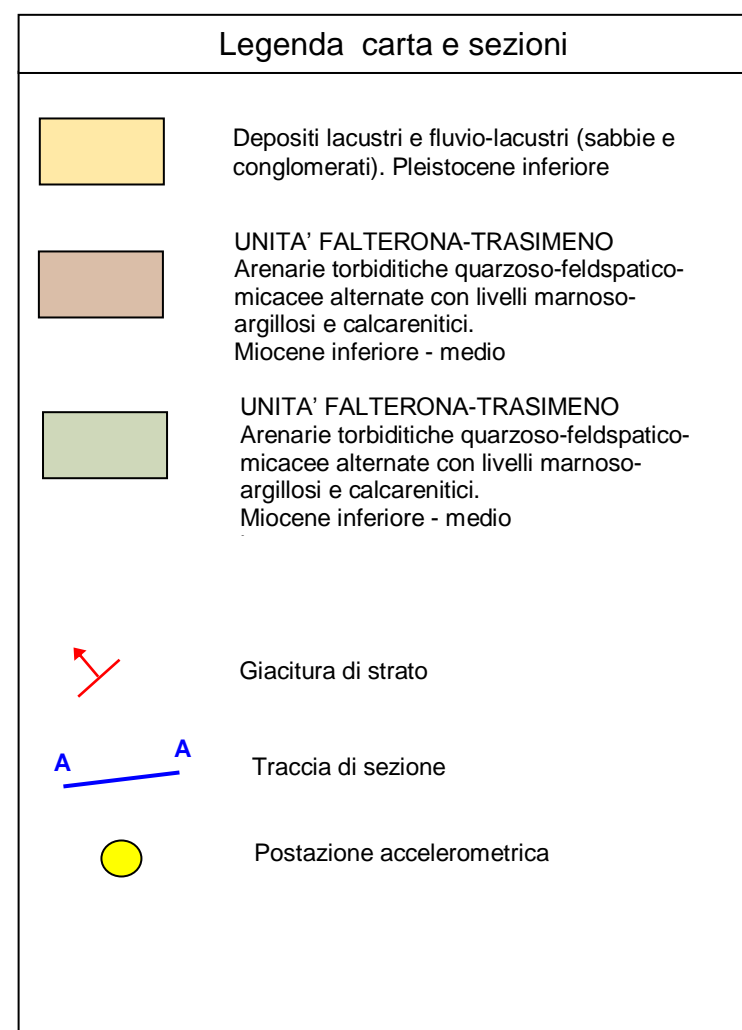 Legenda carta e sezioni
Depositi lacustri e fluvio-lacustri (sabbie e
conglomerati). Pleistocene inferiore
UNITA' FALTERONA-TRASIMENO
Arenarie torbiditiche quarzoso-feldspatico-
micacee alternate con livelli marnoso-
argillosi e calcarenitici.
Miocene inferiore - medio
UNITA' FALTERONA-TRASIMENO
Arenarie torbiditiche quarzoso-feldspatico-
micacee alternate con livelli marnoso-
argillosi e calcarenitici.
Miocene inferiore - medio
Giacitura di strato
A A
Traccia di sezione
Postazione accelerometrica